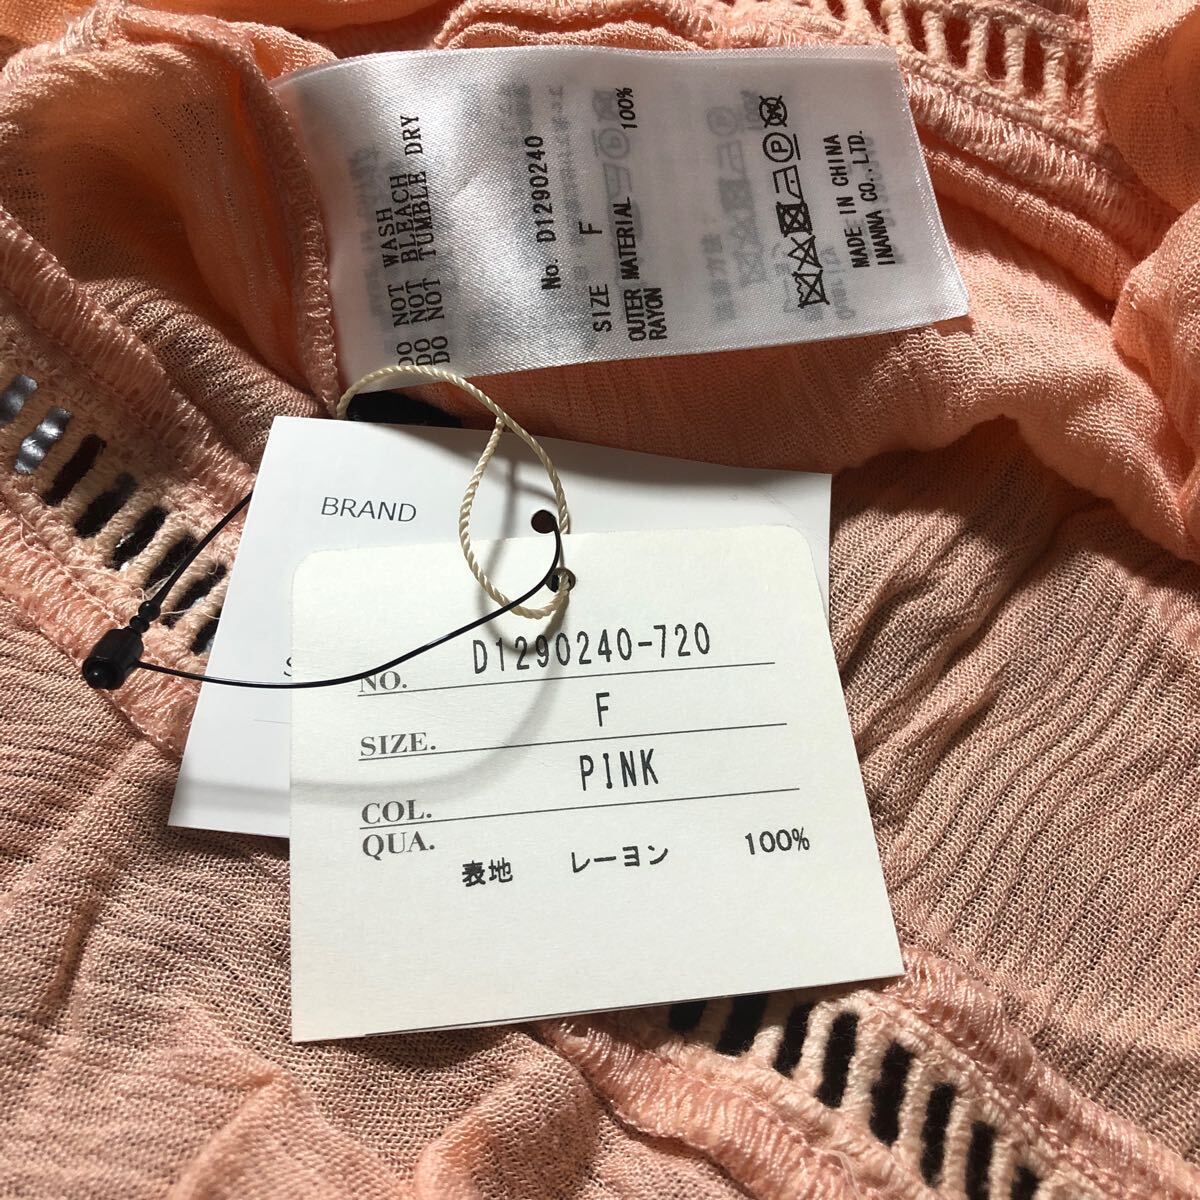 DO NOT WASH
DO NOT BLEACH
DO NOT TUMBLE DRY
No. D1290240
SIZE F
OUTER MATERIAL 100%
RAYON
MADE IN CHINA
INANNA CO.,LTD.
BRAND
NO. D1290240-720
SIZE. F
COL. PINK
QUA.
表地 レーヨン 100%